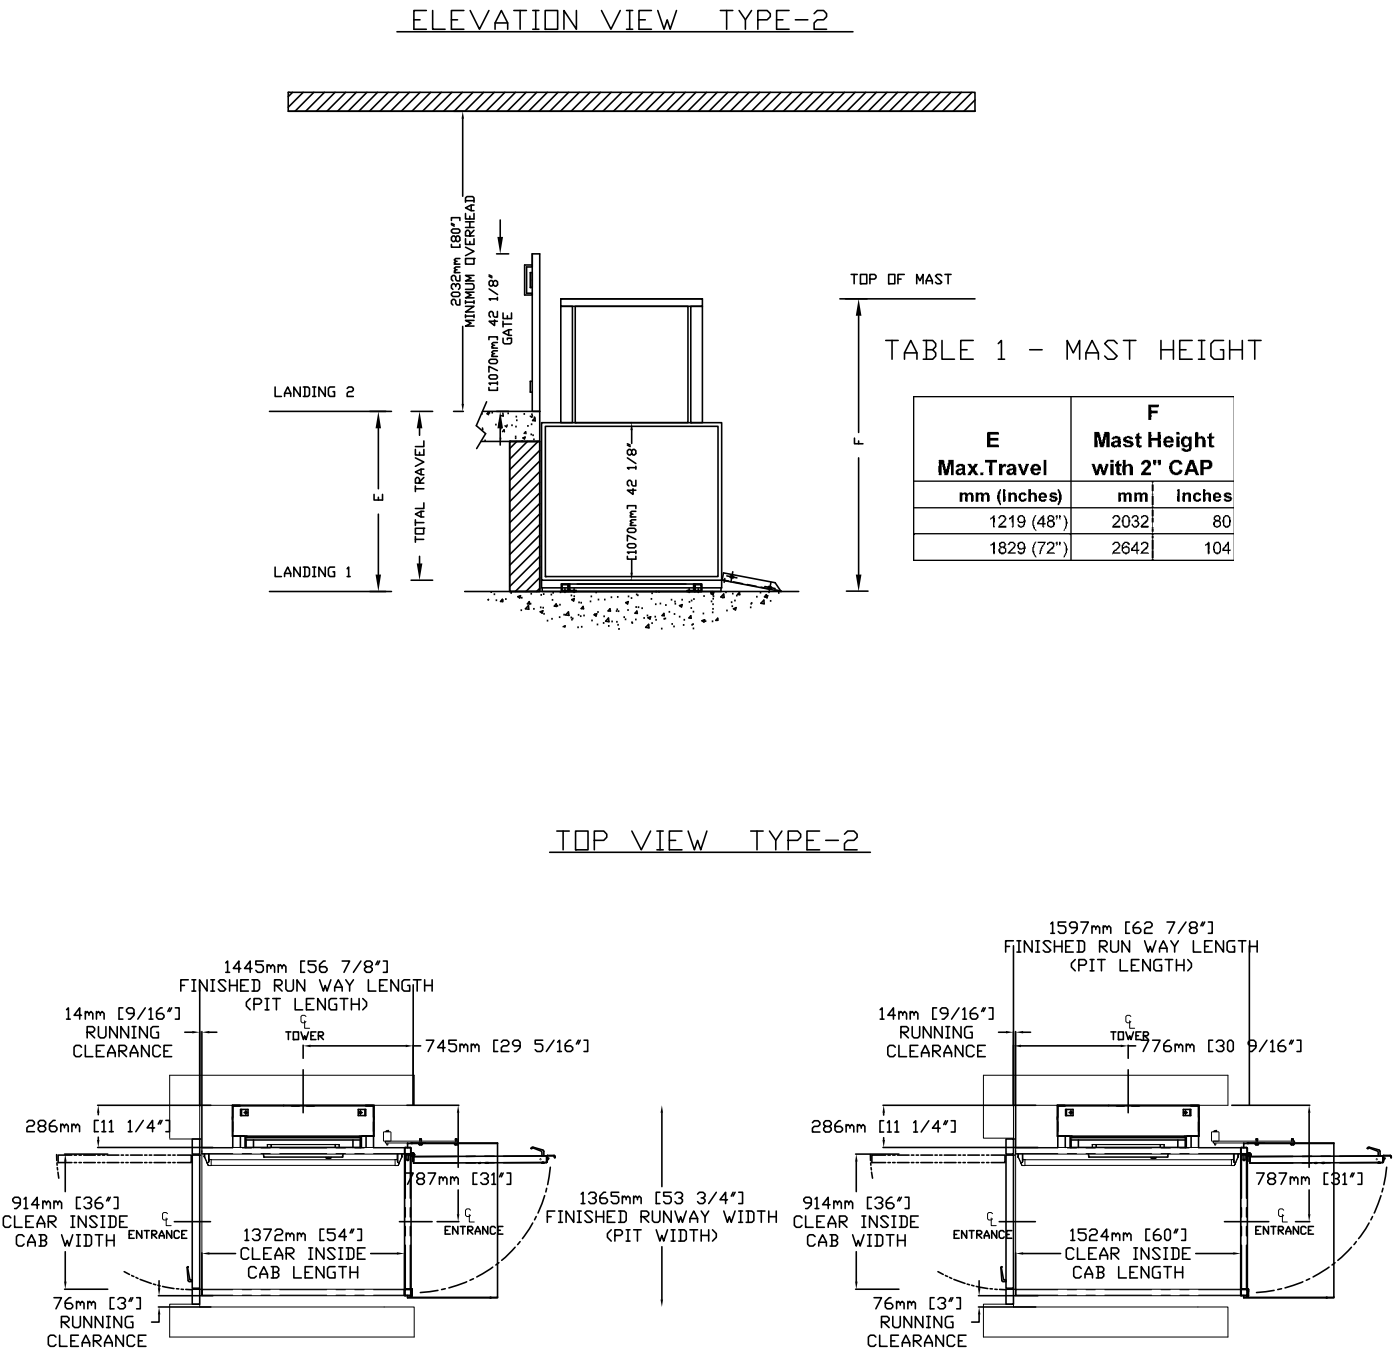 ELEVATION VIEW TYPE-2
2032mm [80"]
MINIMUM OVERHEAD
[1070mm] 42 1/8"
GATE
TOP OF MAST
TABLE 1 - MAST HEIGHT
LANDING 2
E
TOTAL TRAVEL
[1070mm] 42 1/8"
F
LANDING 1
E
Max.Travel
F
Mast Height
with 2" CAP
mm (Inches) mm Inches
1219 (48") 2032 80
1829 (72") 2642 104
TOP VIEW TYPE-2
1445mm [56 7/8"]
FINISHED RUN WAY LENGTH
(PIT LENGTH)
14mm [9/16"]
RUNNING
CLEARANCE
CL
TOWER
745mm [29 5/16"]
286mm [11 1/4"]
787mm [31"]
914mm [36"]
CLEAR INSIDE
CAB WIDTH
CL
ENTRANCE
1372mm [54"]
CLEAR INSIDE
CAB LENGTH
CL
ENTRANCE
76mm [3"]
RUNNING
CLEARANCE
1365mm [53 3/4"]
FINISHED RUNWAY WIDTH
(PIT WIDTH)
1597mm [62 7/8"]
FINISHED RUN WAY LENGTH
(PIT LENGTH)
14mm [9/16"]
RUNNING
CLEARANCE
CL
TOWER
776mm [30 9/16"]
286mm [11 1/4"]
787mm [31"]
914mm [36"]
CLEAR INSIDE
CAB WIDTH
CL
ENTRANCE
1524mm [60"]
CLEAR INSIDE
CAB LENGTH
CL
ENTRANCE
76mm [3"]
RUNNING
CLEARANCE